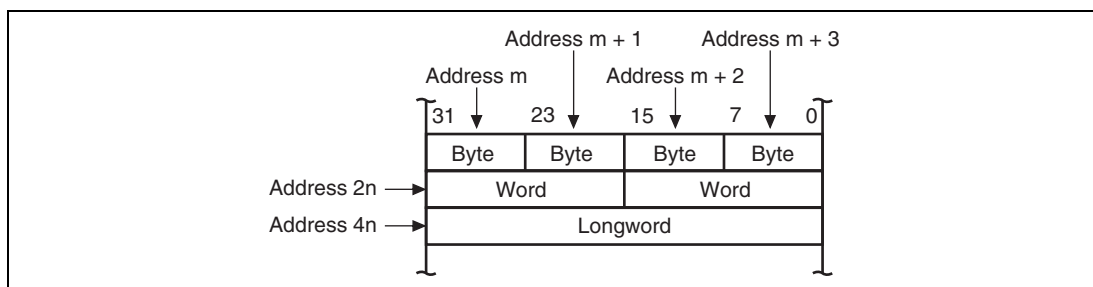 Address m + 1 Address m + 3
Address m Address m + 2
31 23 15 7 0
Byte Byte Byte Byte
Address 2n Word Word
Address 4n Longword